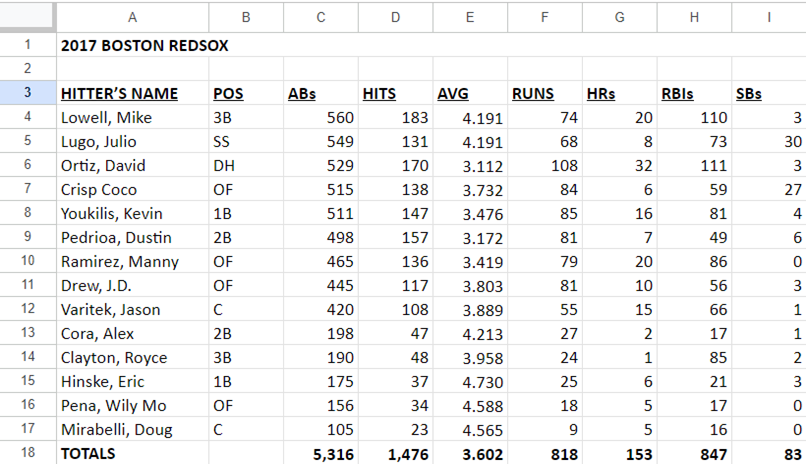 A B C D E F G H I
1 2017 BOSTON REDSOX
2
3 HITTER’S NAME POS ABs HITS AVG RUNS HRs RBIs SBs
4 Lowell, Mike 3B 560 183 4.191 74 20 110 3
5 Lugo, Julio SS 549 131 4.191 68 8 73 30
6 Ortiz, David DH 529 170 3.112 108 32 111 3
7 Crisp Coco OF 515 138 3.732 84 6 59 27
8 Youkilis, Kevin 1B 511 147 3.476 85 16 81 4
9 Pedrioa, Dustin 2B 498 157 3.172 81 7 49 6
10 Ramirez, Manny OF 465 136 3.419 79 20 86 0
11 Drew, J.D. OF 445 117 3.803 81 10 56 3
12 Varitek, Jason C 420 108 3.889 55 15 66 1
13 Cora, Alex 2B 198 47 4.213 27 2 17 1
14 Clayton, Royce 3B 190 48 3.958 24 1 85 2
15 Hinske, Eric 1B 175 37 4.730 25 6 21 3
16 Pena, Wily Mo OF 156 34 4.588 18 5 17 0
17 Mirabelli, Doug C 105 23 4.565 9 5 16 0
18 TOTALS 5,316 1,476 3.602 818 153 847 83